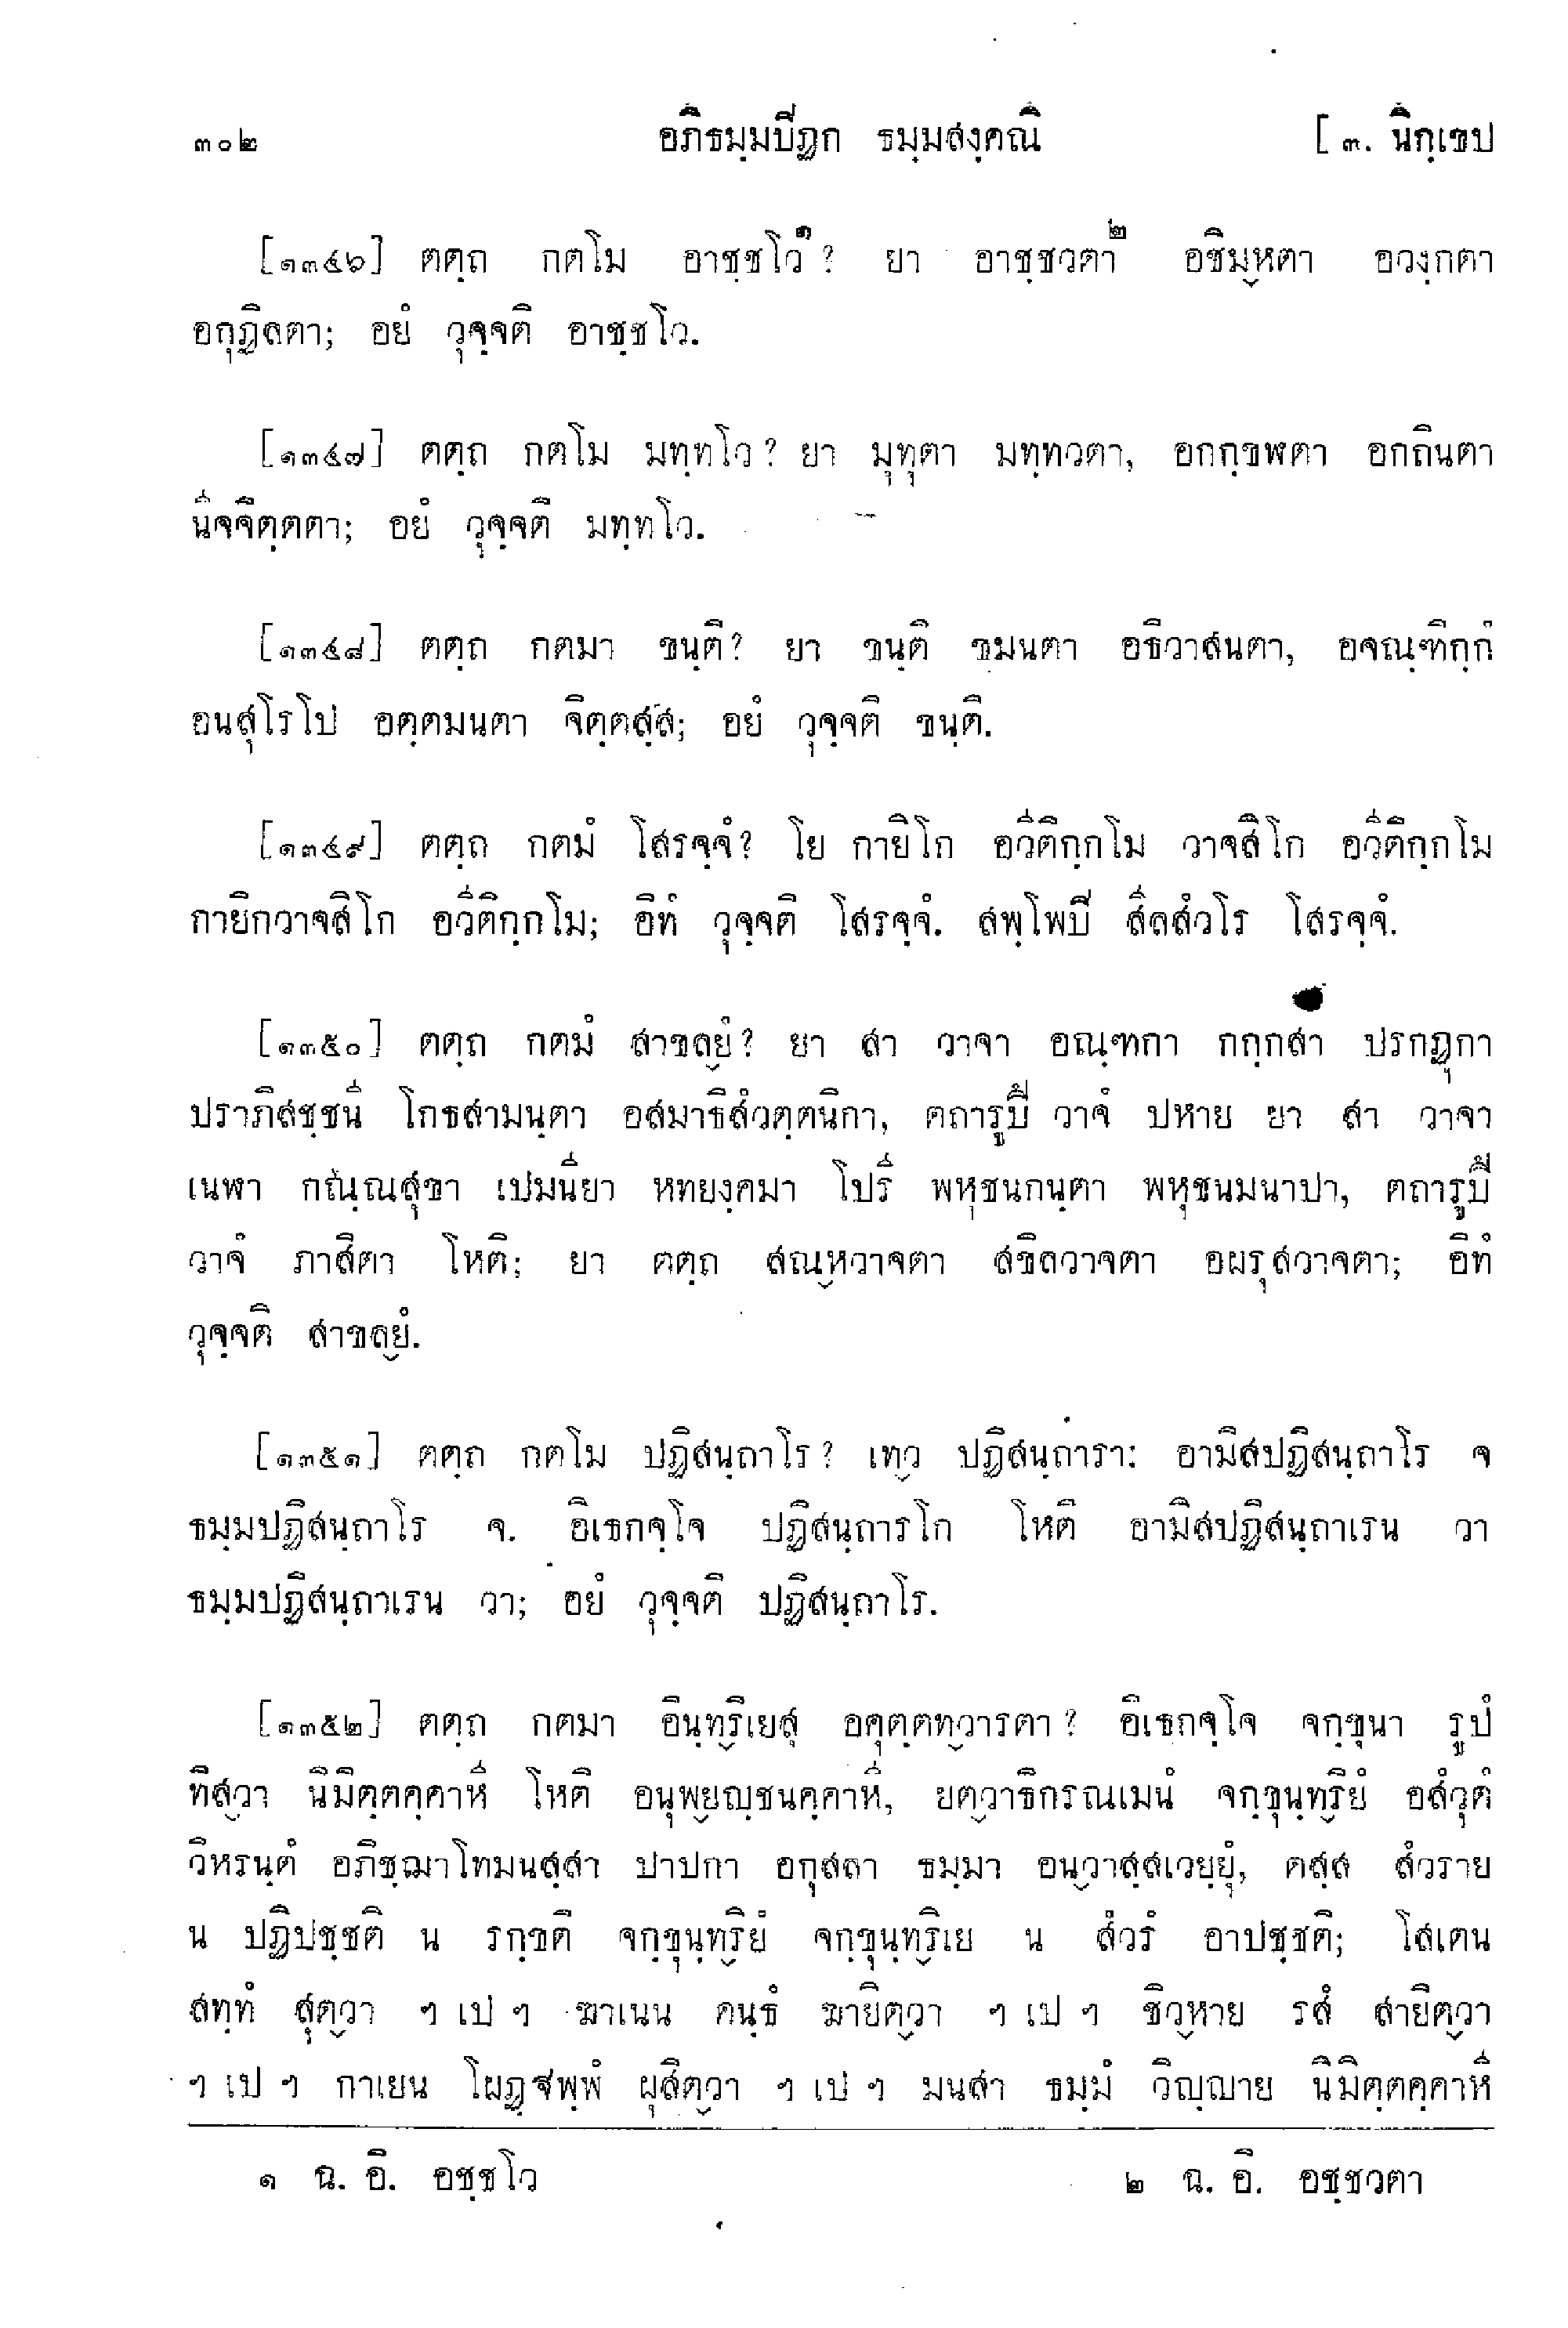 ๓๐๒ อภิธมฺมปิฏก ธมฺมสงฺคณิ [ ๓. นิกฺเขป
[๑๓๔๖] ตตฺถ กตโม อาชฺชโว๑ ? ยา อาชฺชวตา๒ อชิมฺหตา อวงฺกตา
อกุฏิลตา; อยํ วุจฺจติ อาชฺชโว.
[๑๓๔๗] ตตฺถ กตโม มทฺทโว ? ยา มุทุตา มทฺทวตา, อกกฺขฬตา อกถินตา
นีจจิตฺตตา; อยํ วุจฺจติ มทฺทโว.
[๑๓๔๘] ตตฺถ กตมา ขนฺติ? ยา ขนฺติ ขมนตา อธิวาสนตา, อจณฺฑิกฺกํ
อนสุโรโป อตฺตมนตา จิตฺตสฺส; อยํ วุจฺจติ ขนฺติ.
[๑๓๔๙] ตตฺถ กตมํ โสรจฺจํ? โย กายิโก อวีติกฺกโม วาจสิโก อวีติกฺกโม
กายิกวาจสิโก อวีติกฺกโม; อิทํ วุจฺจติ โสรจฺจํ. สพฺโพปิ สีลสํวโร โสรจฺจํ.
[๑๓๕๐] ตตฺถ กตมํ สาขลฺยํ? ยา สา วาจา อณฺฑกา กกฺกสา ปรกฏุกา
ปราภิสชฺชนี โกธสามนฺตา อสมาธิสํวตฺตนิกา, ตถารูปึ วาจํ ปหาย ยา สา วาจา
เนฬา กณฺณสุขา เปมนียา หทยงฺคมา โปรี พหุชนกนฺตา พหุชนมนาปา, ตถารูปึ
วาจํ ภาสิตา โหติ; ยา ตตฺถ สณฺหวาจตา สขิลวาจตา อผรุสวาจตา; อิทํ
วุจฺจติ สาขลฺยํ.
[๑๓๕๑] ตตฺถ กตโม ปฏิสนฺถาโร ? เทฺว ปฏิสนฺถารา: อามิสปฏิสนฺถาโร จ
ธมฺมปฏิสนฺถาโร จ. อิเธกจฺโจ ปฏิสนฺถารโก โหติ อามิสปฏิสนฺถาเรน วา
ธมฺมปฏิสนฺถาเรน วา; อยํ วุจฺจติ ปฏิสนฺถาโร.
[๑๓๕๒] ตตฺถ กตมา อินฺทฺริเยสุ อคุตฺตทฺวารตา ? อิเธกจฺโจ จกฺขุนา รูปํ
ทิสฺวา นิมิตฺตคฺคาหี โหติ อนุพฺยญฺชนคฺคาหี, ยตฺวาธิกรณเมนํ จกฺขุนฺทฺริยํ อสํวุตํ
วิหรนฺตํ อภิชฺฌาโทมนสฺสา ปาปกา อกุสลา ธมฺมา อนฺวาสฺสเวยฺยุํ, ตสฺส สํวราย
น ปฏิปชฺชติ น รกฺขติ จกฺขุนฺทฺริยํ จกฺขุนฺทฺริเย น สํวรํ อาปชฺชติ; โสเตน
สทฺทํ สุตฺวา ฯ เป ฯ ฆาเนน คนฺธํ ฆายิตฺวา ฯ เป ฯ ชิวฺหาย รสํ สายิตฺวา
ฯ เป ฯ กาเยน โผฏฺฐพฺพํ ผุสิตฺวา ฯ เป ฯ มนสา ธมฺมํ วิญฺญาย นิมิตฺตคฺคาหี
๑ ฉ. อิ. อชฺชโว ๒ ฉ. อิ. อชฺชวตา